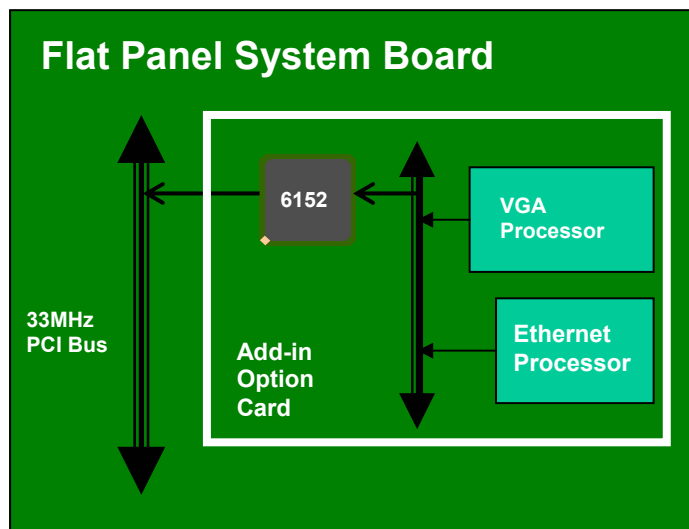 Flat Panel System Board
6152
VGA
Processor
33MHz
PCI Bus
Ethernet
Processor
Add-in
Option
Card